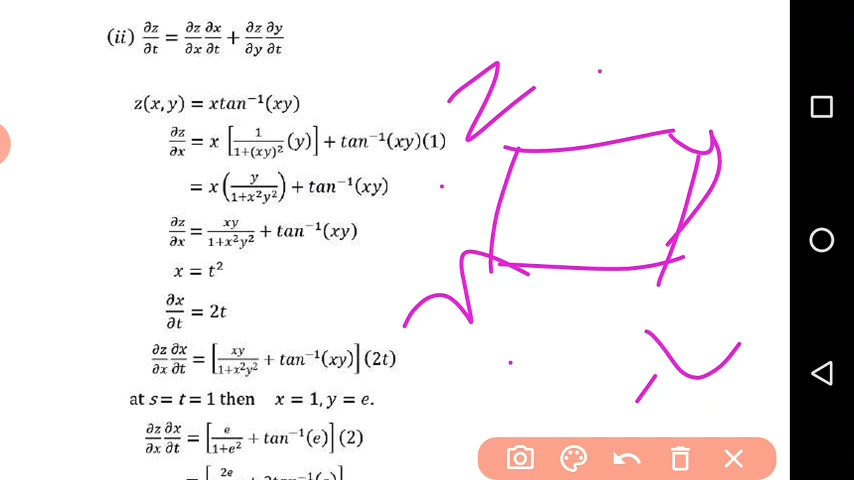 (ii) ∂z/∂t = ∂z/∂x ∂x/∂t + ∂z/∂y ∂y/∂t
z(x, y) = xtan⁻¹(xy)
∂z/∂x = x [1/(1+(xy)²) (y)] + tan⁻¹(xy)(1)
= x (y/(1+x²y²)) + tan⁻¹(xy)
∂z/∂x = xy/(1+x²y²) + tan⁻¹(xy)
x = t²
∂x/∂t = 2t
∂z/∂x ∂x/∂t = [xy/(1+x²y²) + tan⁻¹(xy)] (2t)
at s = t = 1 then x = 1, y = e.
∂z/∂x ∂x/∂t = [e/(1+e²) + tan⁻¹(e)] (2)